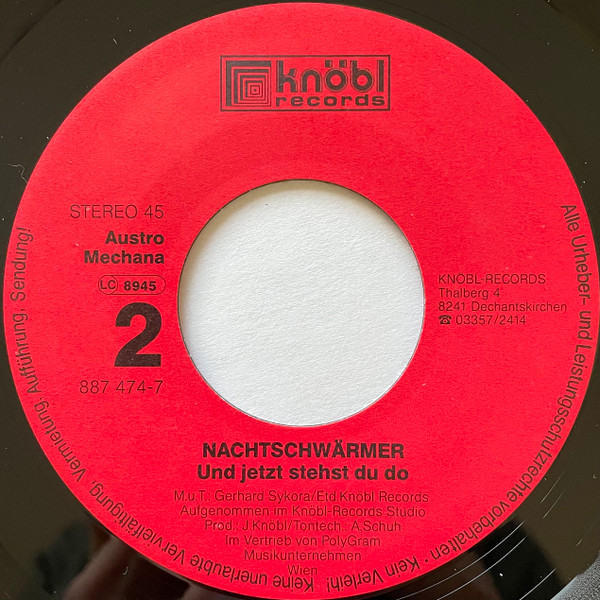 knöbl
records
STEREO 45
Austro
Mechana
LC 8945
2
887 474-7
KNÖBL-RECORDS
Thalberg 4
8241 Dechantskirchen
☎ 03357/2414
NACHTSCHWÄRMER
Und jetzt stehst du do
M.u.T. Gerhard Sykora/Etd.Knöbl Records
Aufgenommen im Knöbl-Records Studio
Prod.: J.Knöbl/Tontech.: A.Schuh
Im Vertrieb von PolyGram
Musikunternehmen
Wien
Alle Urheber- und Leistungsschutzrechte vorbehalten · Kein Verleih! Keine unerlaubte Vervielfältigung, Vermietung, Aufführung, Sendung!